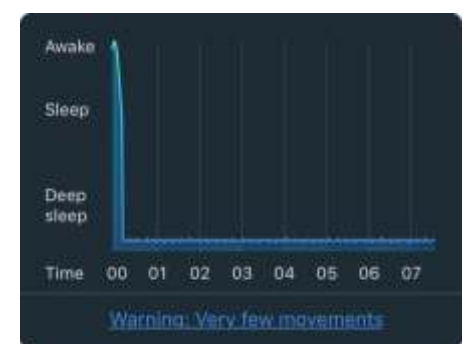 Awake
Sleep
Deep
sleep
Time 00 01 02 03 04 05 06 07
Warning: Very few movements